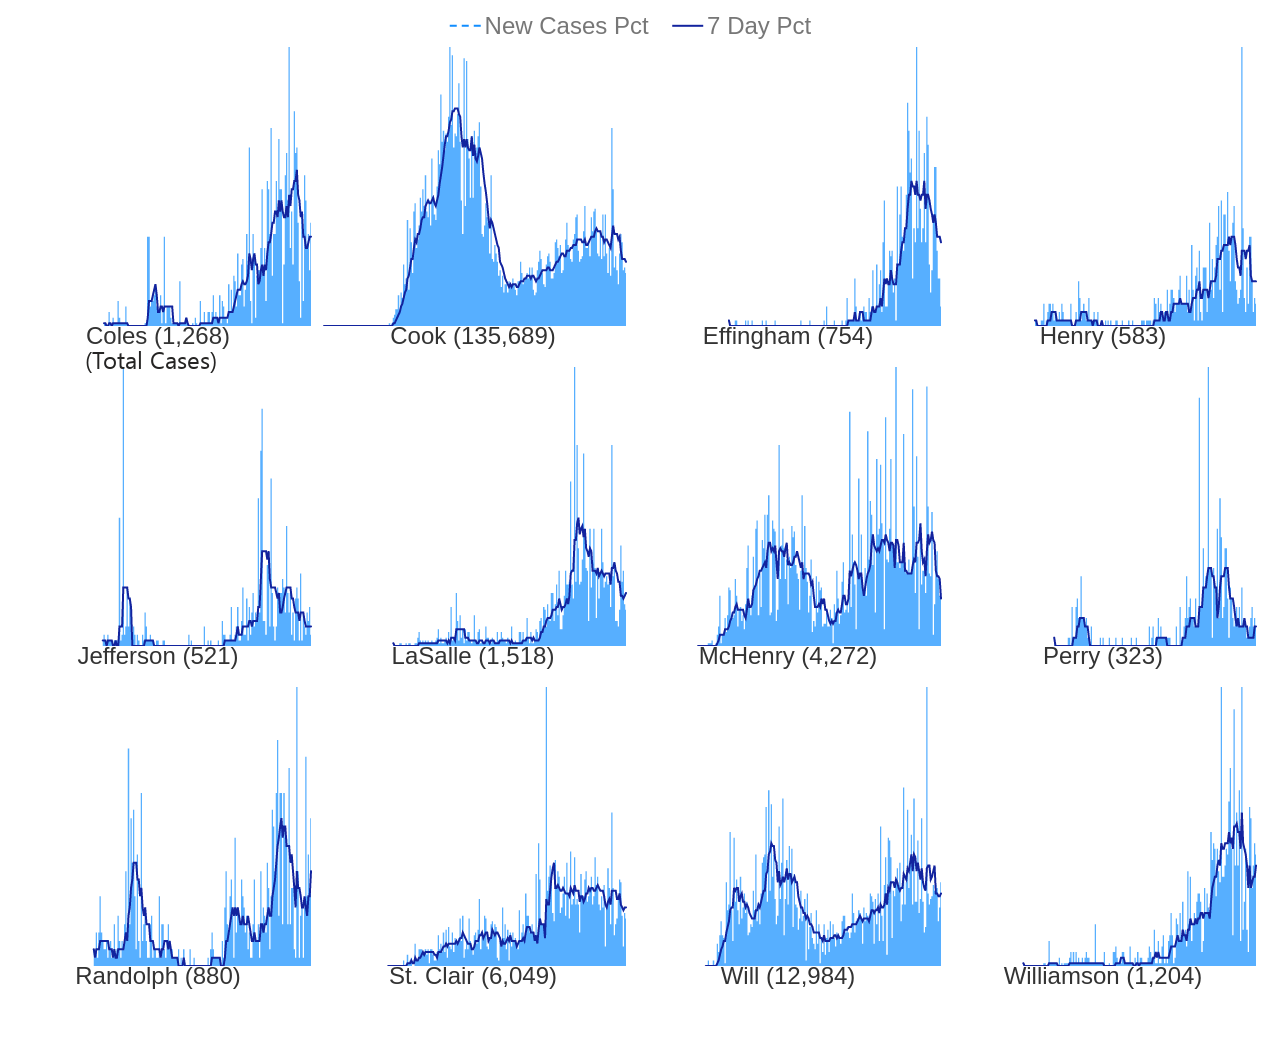 New Cases Pct 7 Day Pct
Coles (1,268) Cook (135,689) Effingham (754) Henry (583)
(Total Cases)
Jefferson (521) LaSalle (1,518) McHenry (4,272) Perry (323)
Randolph (880) St. Clair (6,049) Will (12,984) Williamson (1,204)